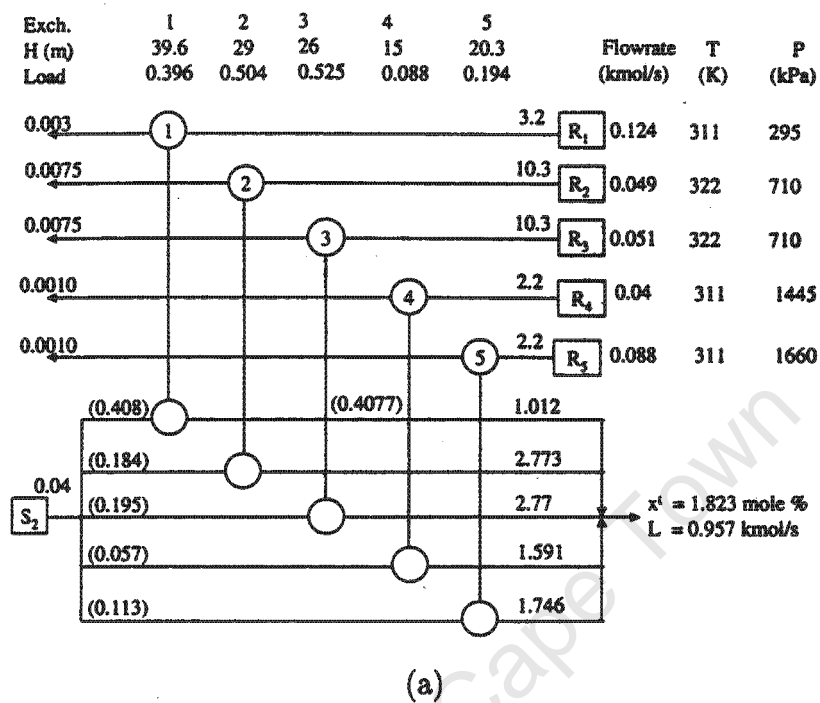 Exch. 1 2 3 4 5
H (m) 39.6 29 26 15 20.3 Flowrate T P
Load 0.396 0.504 0.525 0.088 0.194 (kmol/s) (K) (kPa)
0.003 1 3.2 R₁ 0.124 311 295
0.0075 2 10.3 R₂ 0.049 322 710
0.0075 3 10.3 R₃ 0.051 322 710
0.0010 4 2.2 R₄ 0.04 311 1445
0.0010 5 2.2 R₅ 0.088 311 1660
(0.408) (0.4077) 1.012
(0.184) 2.773
0.04 S₂ (0.195) 2.77 xᵗ = 1.823 mole %
L = 0.957 kmol/s
(0.057) 1.591
(0.113) 1.746
(a)
Cape Town